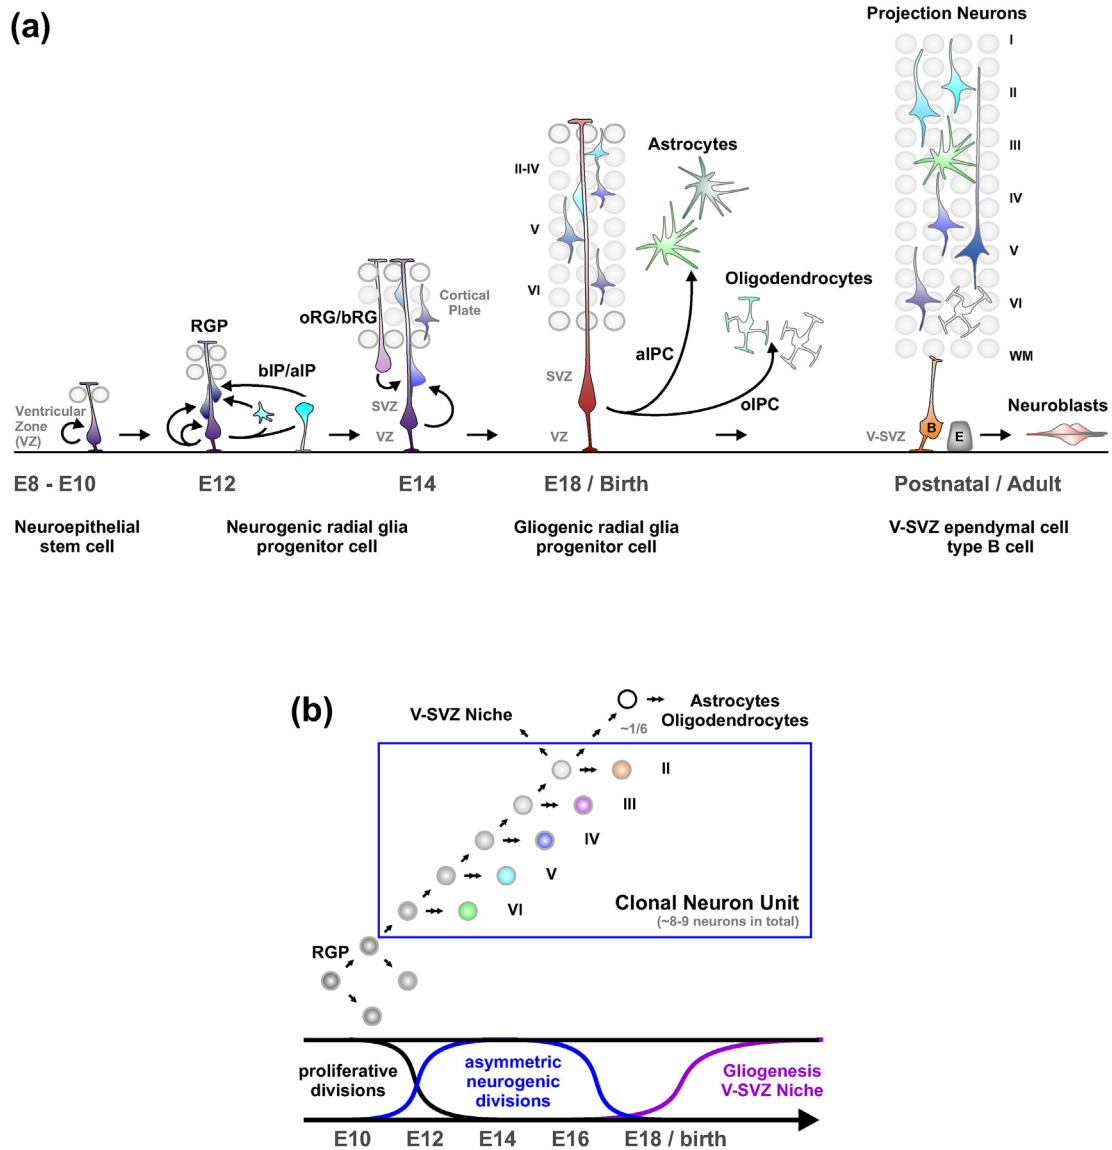 (a)
Projection Neurons
I
II
III
IV
V
VI
WM
Astrocytes
II-IV
V
VI
Oligodendrocytes
Cortical
Plate
oRG/bRG
RGP
bIP/aIP
aIPC
oIPC
SVZ
VZ
SVZ
VZ
Ventricular
Zone
(VZ)
V-SVZ
B
E
Neuroblasts
E8 - E10
E12
E14
E18 / Birth
Postnatal / Adult
Neuroepithelial
stem cell
Neurogenic radial glia
progenitor cell
Gliogenic radial glia
progenitor cell
V-SVZ ependymal cell
type B cell
(b)
V-SVZ Niche
Astrocytes
Oligodendrocytes
~1/6
II
III
IV
V
VI
Clonal Neuron Unit
(~8-9 neurons in total)
RGP
proliferative
divisions
asymmetric
neurogenic
divisions
Gliogenesis
V-SVZ Niche
E10
E12
E14
E16
E18 / birth